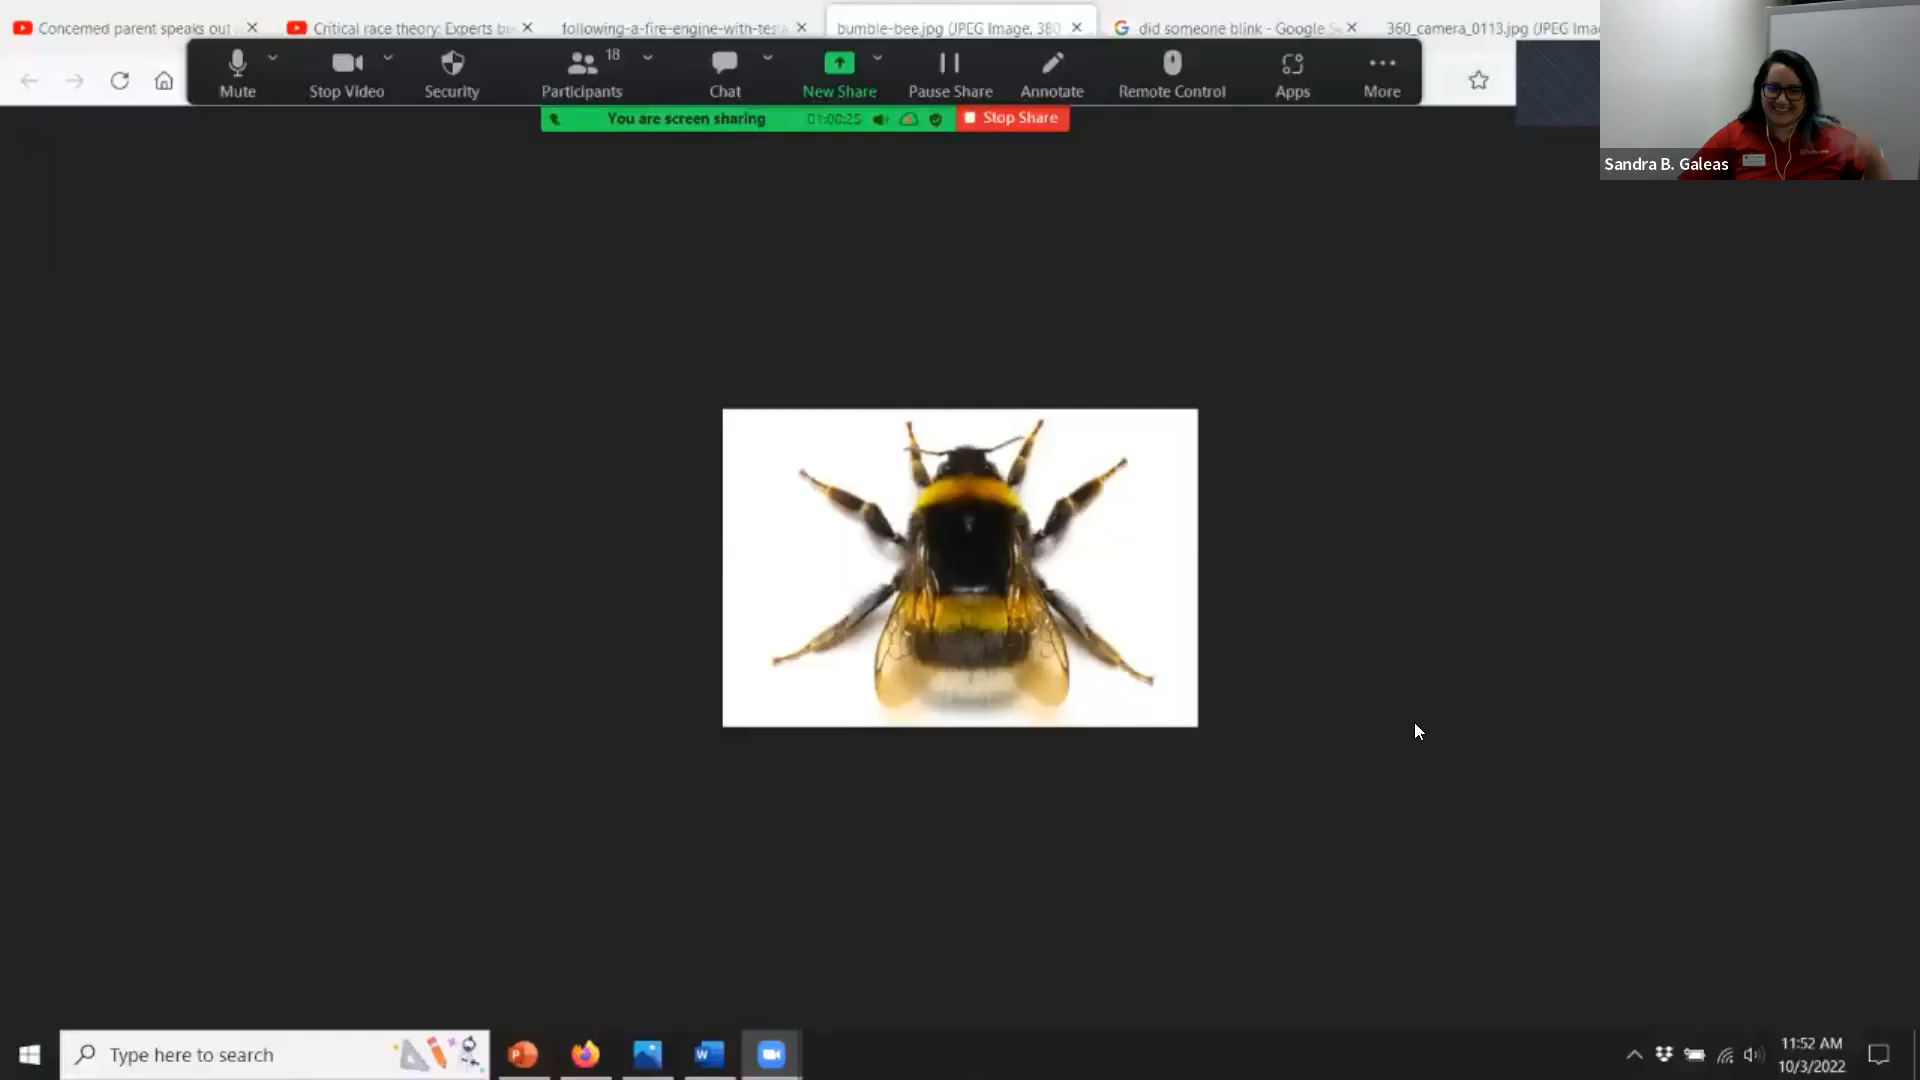 Concerned parent speaks out
Critical race theory: Experts br
following-a-fire-engine-with-tes
bumble-bee.jpg (JPEG Image, 380
did someone blink - Google S
360_camera_0113.jpg (JPEG Ima
Mute
Stop Video
Security
18
Participants
Chat
New Share
Pause Share
Annotate
Remote Control
Apps
More
You are screen sharing
01:00:25
Stop Share
Sandra B. Galeas
Type here to search
11:52 AM
10/3/2022